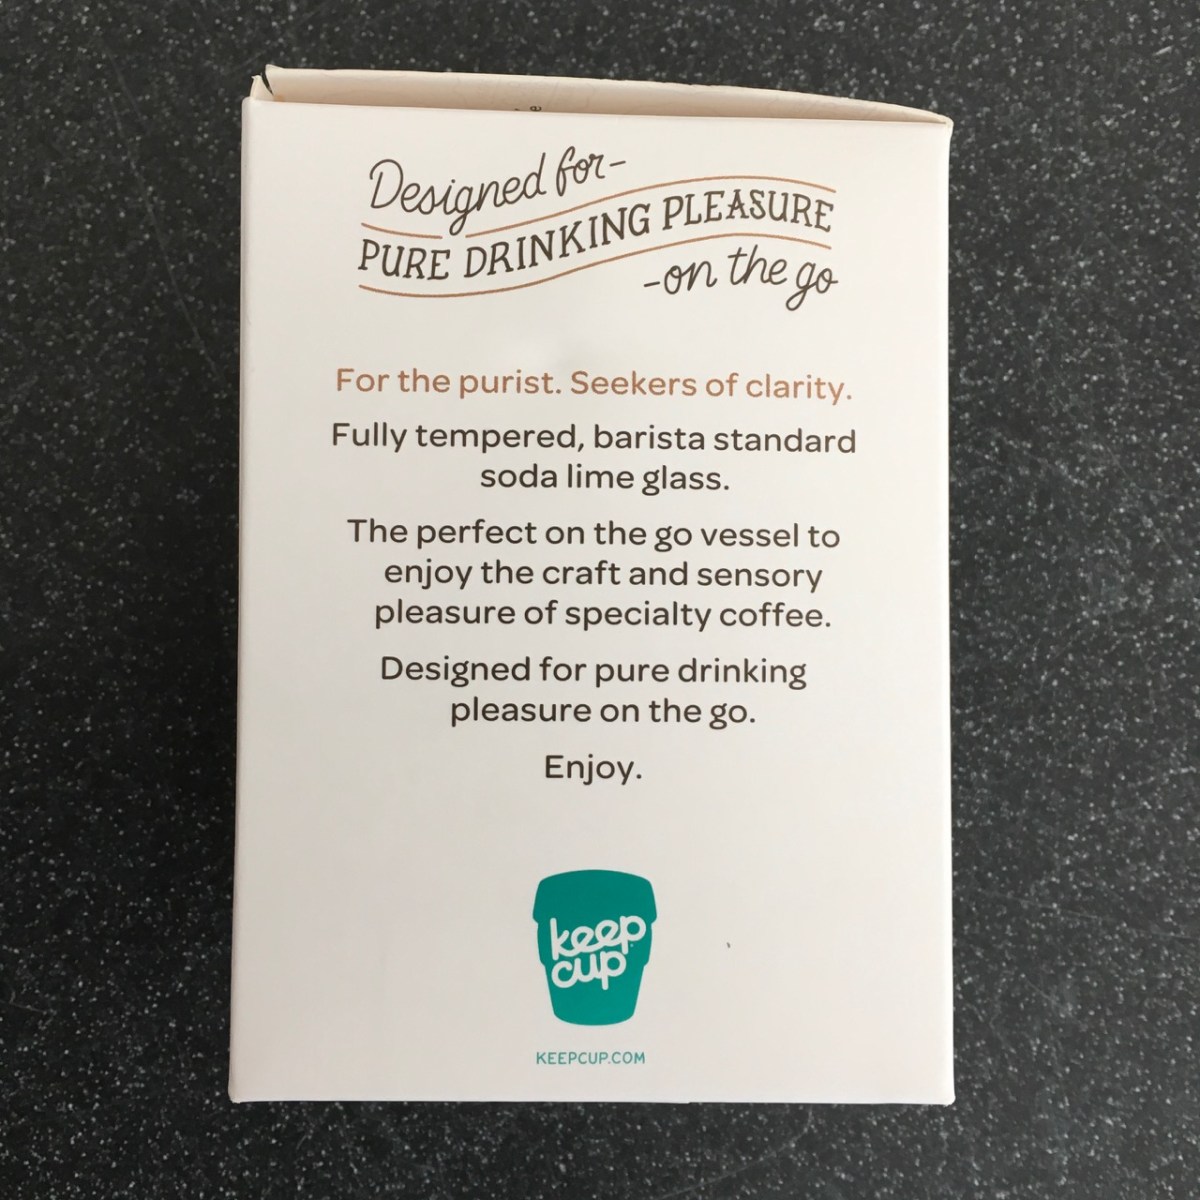 Designed for-
PURE DRINKING PLEASURE
-on the go
For the purist. Seekers of clarity.
Fully tempered, barista standard
soda lime glass.
The perfect on the go vessel to
enjoy the craft and sensory
pleasure of specialty coffee.
Designed for pure drinking
pleasure on the go.
Enjoy.
keep
cup
KEEPCUP.COM